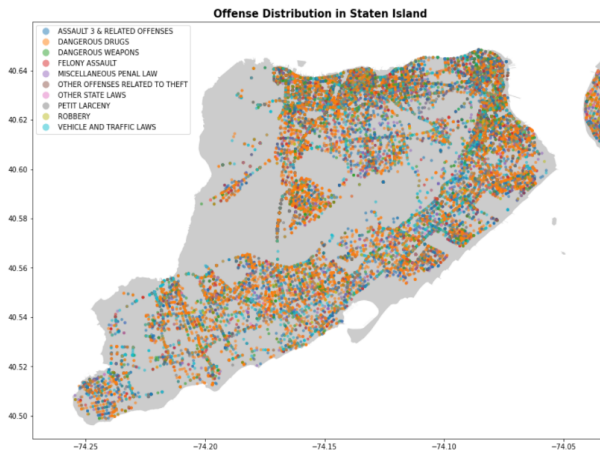 Offense Distribution in Staten Island
ASSAULT 3 & RELATED OFFENSES
DANGEROUS DRUGS
DANGEROUS WEAPONS
FELONY ASSAULT
MISCELLANEOUS PENAL LAW
OTHER OFFENSES RELATED TO THEFT
OTHER STATE LAWS
PETIT LARCENY
ROBBERY
VEHICLE AND TRAFFIC LAWS
40.64
40.62
40.60
40.58
40.56
40.54
40.52
40.50
−74.25 −74.20 −74.15 −74.10 −74.05